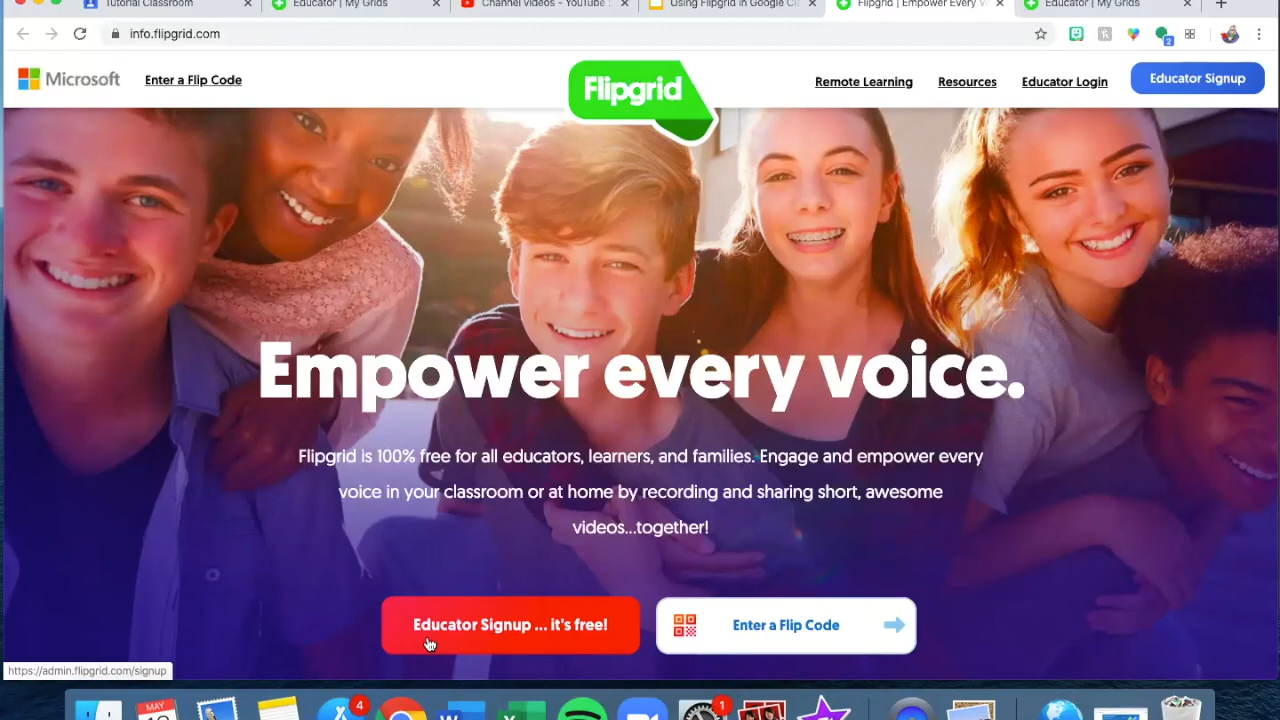 Tutorial Classroom
Educator | My Grids
Channel videos - YouTube
Using Flipgrid in Google Cl
Flipgrid | Empower Every V
Educator | My Grids
info.flipgrid.com
2
Microsoft
Enter a Flip Code
Flipgrid
Remote Learning
Resources
Educator Login
Educator Signup
Empower every voice.
Flipgrid is 100% free for all educators, learners, and families. Engage and empower every
voice in your classroom or at home by recording and sharing short, awesome
videos...together!
Educator Signup ... it's free!
Enter a Flip Code
https://admin.flipgrid.com/signup
MAY
4
1